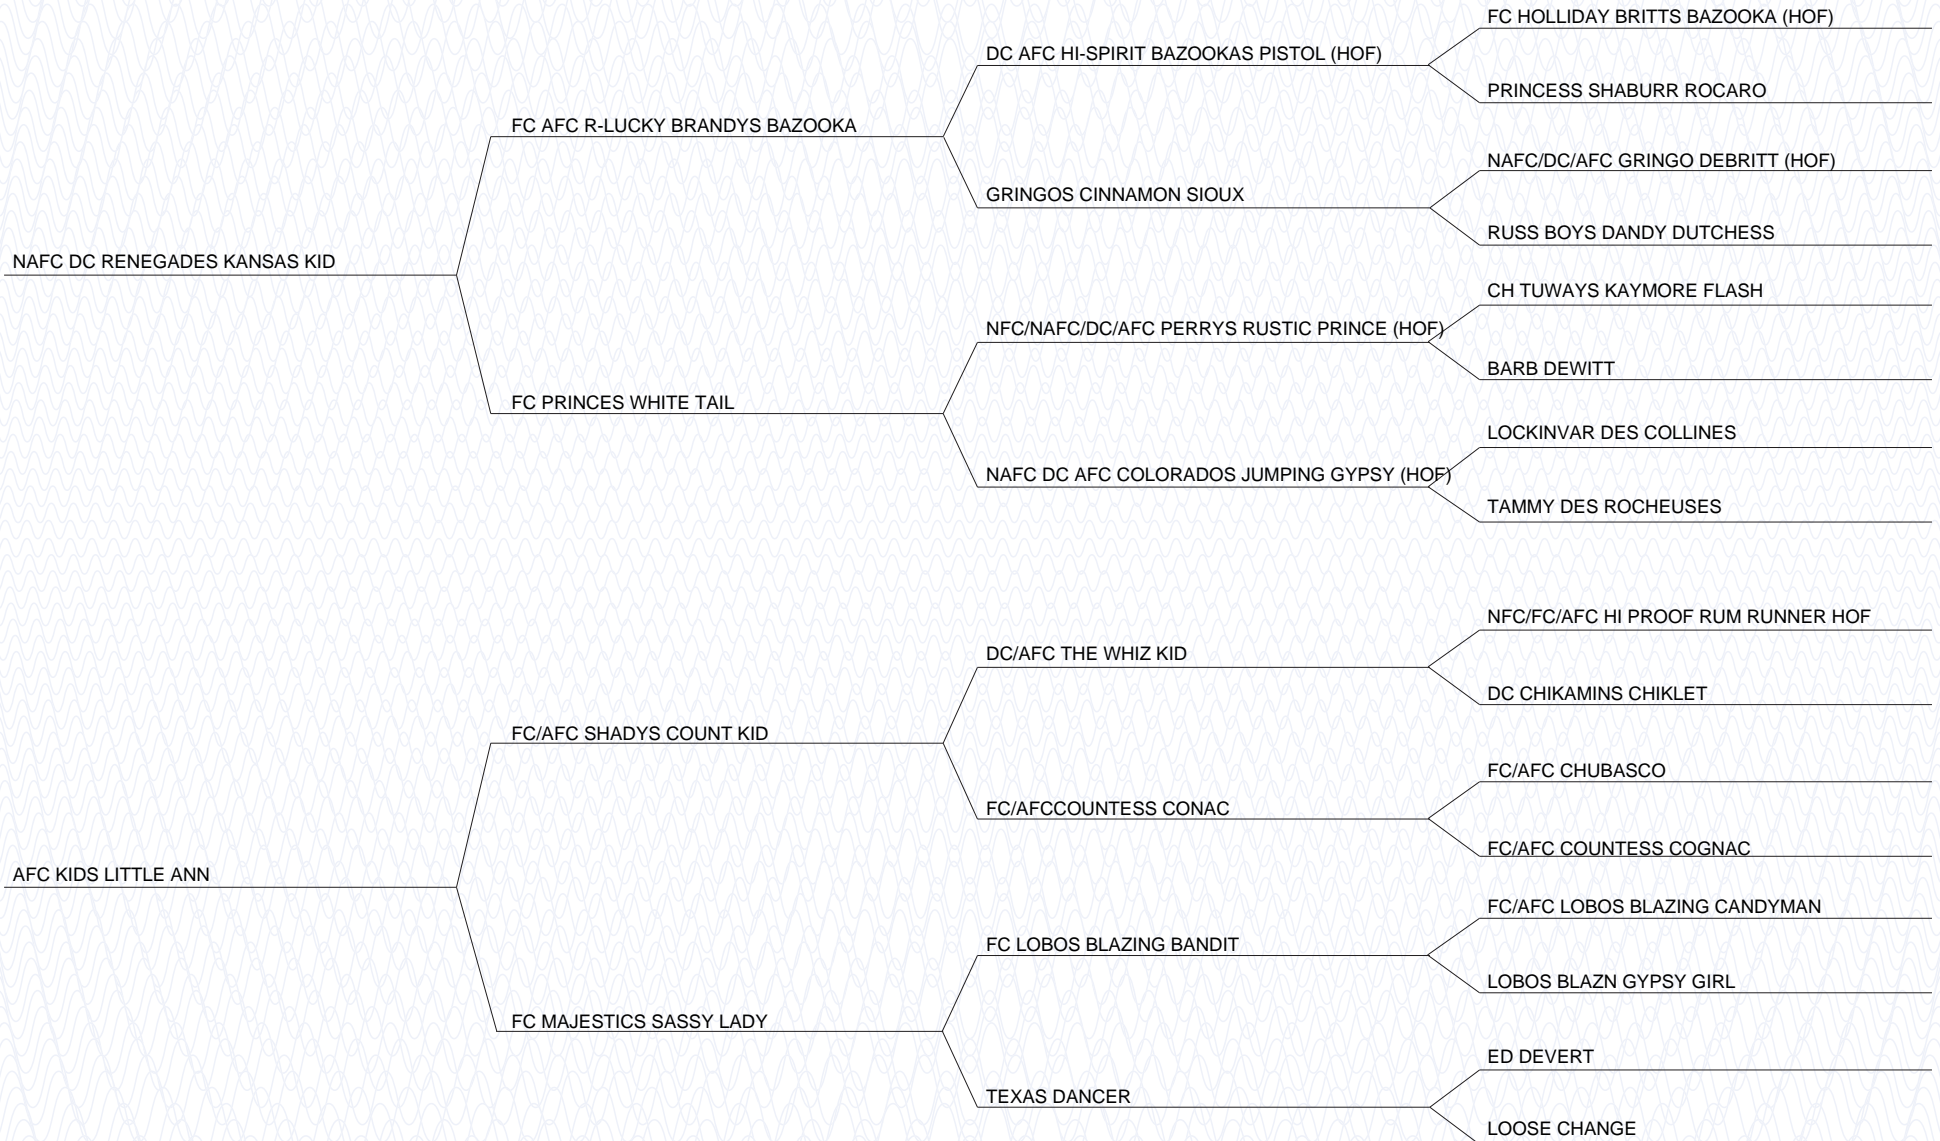 FC HOLLIDAY BRITTS BAZOOKA (HOF)
DC AFC HI-SPIRIT BAZOOKAS PISTOL (HOF)
PRINCESS SHABURR ROCARO
FC AFC R-LUCKY BRANDYS BAZOOKA
NAFC/DC/AFC GRINGO DEBRITT (HOF)
GRINGOS CINNAMON SIOUX
RUSS BOYS DANDY DUTCHESS
NAFC DC RENEGADES KANSAS KID
CH TUWAYS KAYMORE FLASH
NFC/NAFC/DC/AFC PERRYS RUSTIC PRINCE (HOF)
BARB DEWITT
FC PRINCES WHITE TAIL
LOCKINVAR DES COLLINES
NAFC DC AFC COLORADOS JUMPING GYPSY (HOF)
TAMMY DES ROCHEUSES
NFC/FC/AFC HI PROOF RUM RUNNER HOF
DC/AFC THE WHIZ KID
DC CHIKAMINS CHIKLET
FC/AFC SHADYS COUNT KID
FC/AFC CHUBASCO
FC/AFCCOUNTESS CONAC
FC/AFC COUNTESS COGNAC
AFC KIDS LITTLE ANN
FC/AFC LOBOS BLAZING CANDYMAN
FC LOBOS BLAZING BANDIT
LOBOS BLAZN GYPSY GIRL
FC MAJESTICS SASSY LADY
ED DEVERT
TEXAS DANCER
LOOSE CHANGE